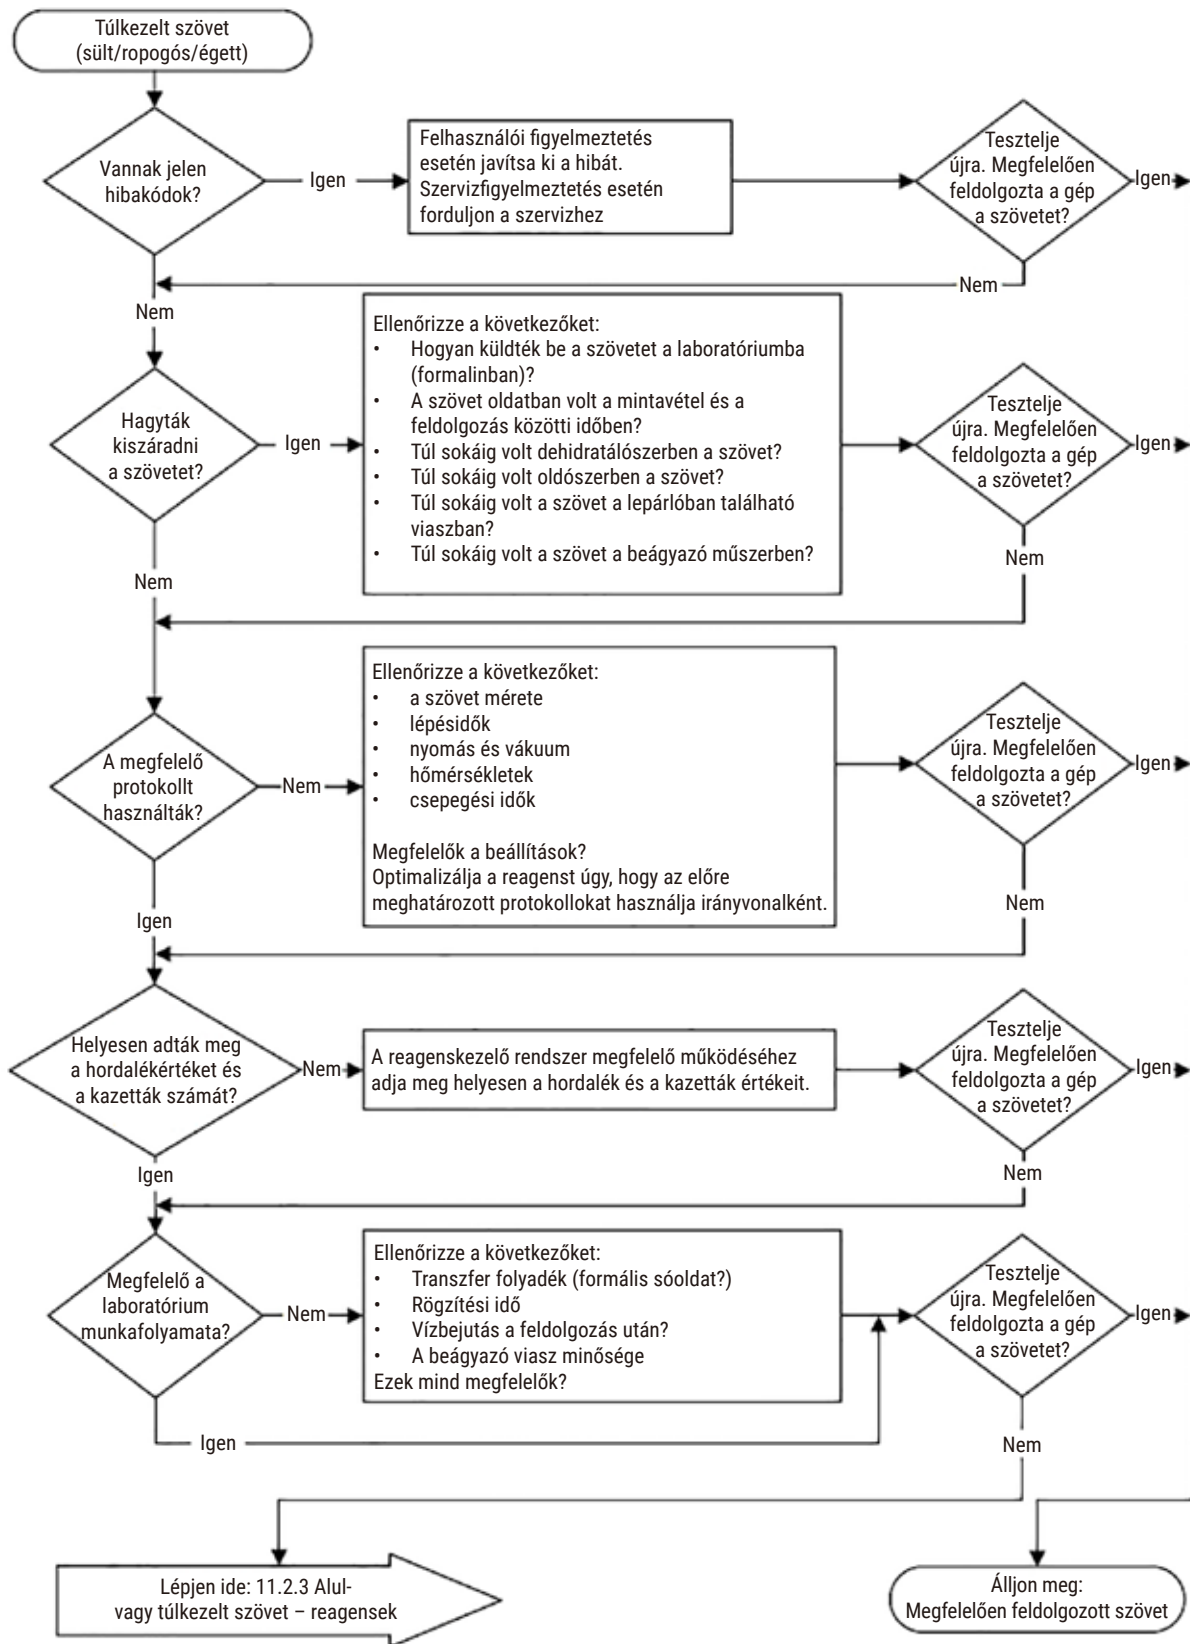 Túlkezelt szövet
(sült/ropogós/égett)
Vannak jelen
hibakódok?
Igen
Felhasználói figyelmeztetés
esetén javítsa ki a hibát.
Szervizfigyelmeztetés esetén
forduljon a szervizhez
Tesztelje
újra. Megfelelően
feldolgozta a gép
a szövetet?
Igen
Nem
Nem
Hagyták
kiszáradni
a szövetet?
Igen
Ellenőrizze a következőket:
• Hogyan küldték be a szövetet a laboratóriumba
(formalinban)?
• A szövet oldatban volt a mintavétel és a
feldolgozás közötti időben?
• Túl sokáig volt dehidratálószerben a szövet?
• Túl sokáig volt oldószerben a szövet?
• Túl sokáig volt a szövet a lepárlóban található
viaszban?
• Túl sokáig volt a szövet a beágyazó műszerben?
Tesztelje
újra. Megfelelően
feldolgozta a gép
a szövetet?
Igen
Nem
Nem
A megfelelő
protokollt
használták?
Nem
Ellenőrizze a következőket:
• a szövet mérete
• lépésidők
• nyomás és vákuum
• hőmérsékletek
• csepegési idők
Megfelelők a beállítások?
Optimalizálja a reagenst úgy, hogy az előre
meghatározott protokollokat használja irányvonalként.
Tesztelje
újra. Megfelelően
feldolgozta a gép
a szövetet?
Igen
Nem
Igen
Helyesen adták meg
a hordalékértéket és
a kazetták számát?
Nem
A reagenskezelő rendszer megfelelő működéséhez
adja meg helyesen a hordalék és a kazetták értékeit.
Tesztelje
újra. Megfelelően
feldolgozta a gép
a szövetet?
Igen
Nem
Igen
Megfelelő a
laboratórium
munkafolyamata?
Nem
Ellenőrizze a következőket:
• Transzfer folyadék (formális sóoldat?)
• Rögzítési idő
• Vízbejutás a feldolgozás után?
• A beágyazó viasz minősége
Ezek mind megfelelők?
Tesztelje
újra. Megfelelően
feldolgozta a gép
a szövetet?
Igen
Igen
Nem
Lépjen ide: 11.2.3 Alul-
vagy túlkezelt szövet – reagensek
Álljon meg:
Megfelelően feldolgozott szövet